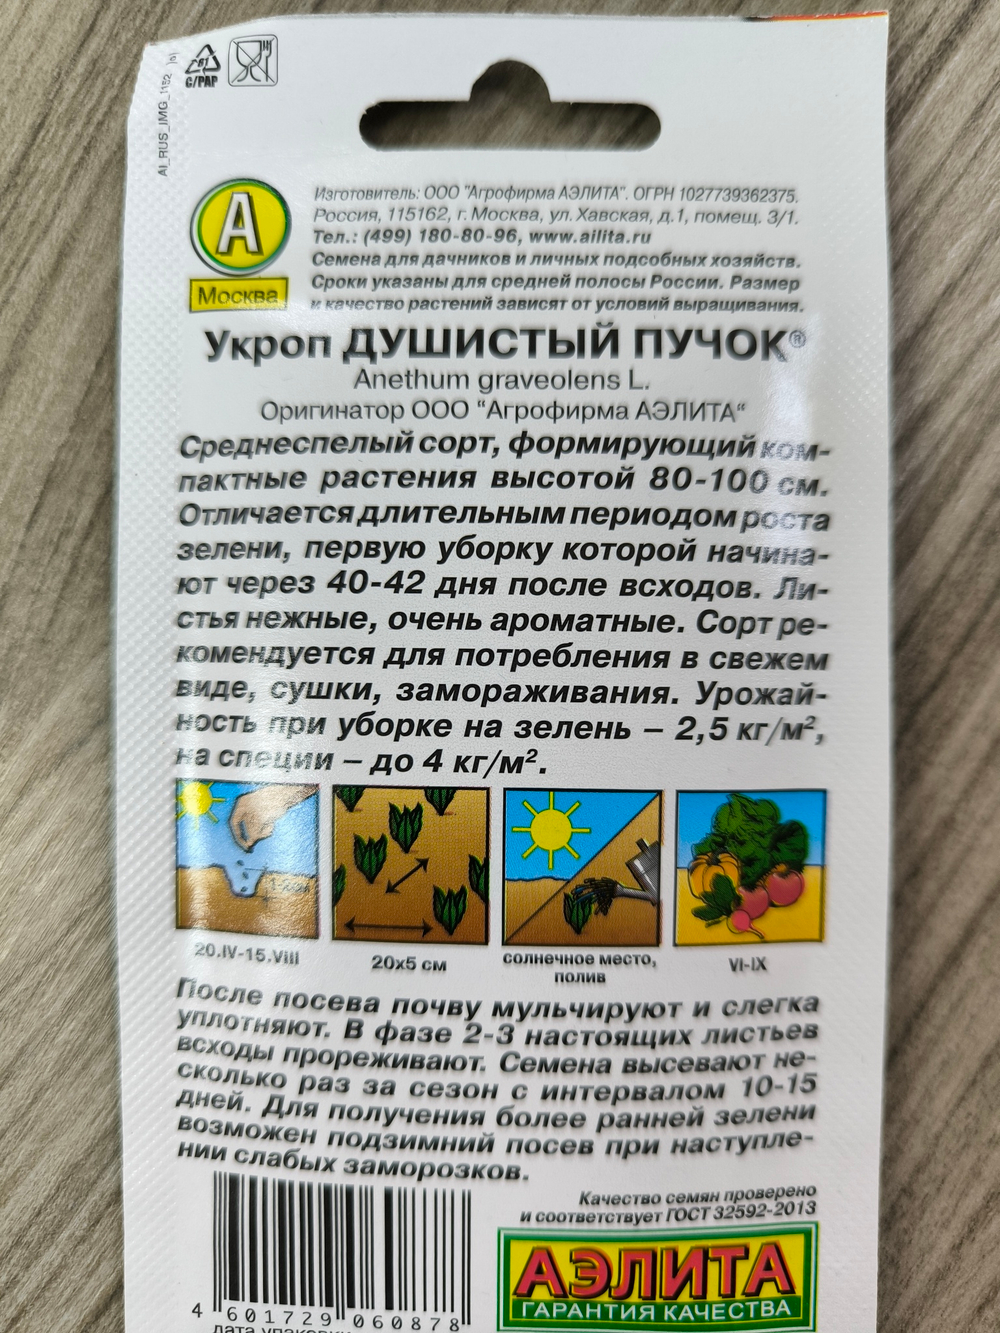 61
C/PAP
AI_RUS_IMG_1152
А
Москва
Изготовитель: ООО "Агрофирма АЭЛИТА". ОГРН 1027739362375.
Россия, 115162, г. Москва, ул. Хавская, д.1, помещ. 3/1.
Тел.: (499) 180-80-96, www.ailita.ru
Семена для дачников и личных подсобных хозяйств.
Сроки указаны для средней полосы России. Размер
и качество растений зависят от условий выращивания.
Укроп ДУШИСТЫЙ ПУЧОК®
Anethum graveolens L.
Оригинатор ООО "Агрофирма АЭЛИТА"
Среднеспелый сорт, формирующий ком-
пактные растения высотой 80-100 см.
Отличается длительным периодом роста
зелени, первую уборку которой начина-
ют через 40-42 дня после всходов. Ли-
стья нежные, очень ароматные. Сорт ре-
комендуется для потребления в свежем
виде, сушки, замораживания. Урожай-
ность при уборке на зелень – 2,5 кг/м²,
на специи – до 4 кг/м².
20.IV-15.VIII
20х5 см
солнечное место,
полив
VI-IX
После посева почву мульчируют и слегка
уплотняют. В фазе 2-3 настоящих листьев
всходы прореживают. Семена высевают не-
сколько раз за сезон с интервалом 10-15
дней. Для получения более ранней зелени
возможен подзимний посев при наступле-
нии слабых заморозков.
Качество семян проверено
и соответствует ГОСТ 32592-2013
АЭЛИТА
ГАРАНТИЯ КАЧЕСТВА
4 601729 060878
дата упаковки